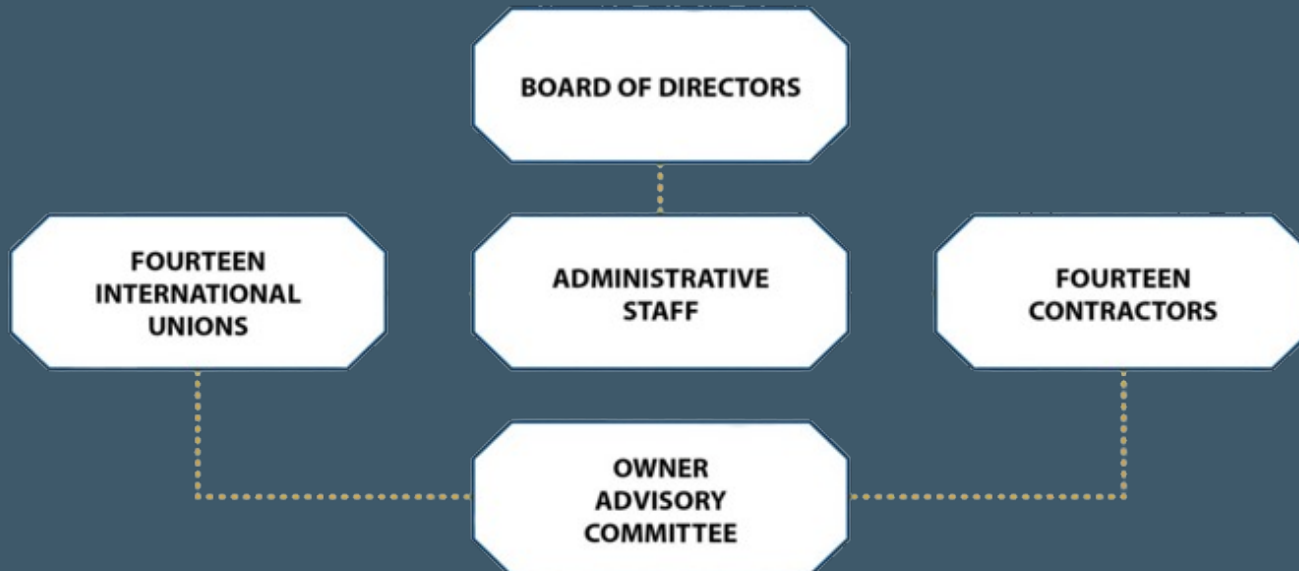 BOARD OF DIRECTORS
FOURTEEN
INTERNATIONAL
UNIONS
ADMINISTRATIVE
STAFF
FOURTEEN
CONTRACTORS
OWNER
ADVISORY
COMMITTEE